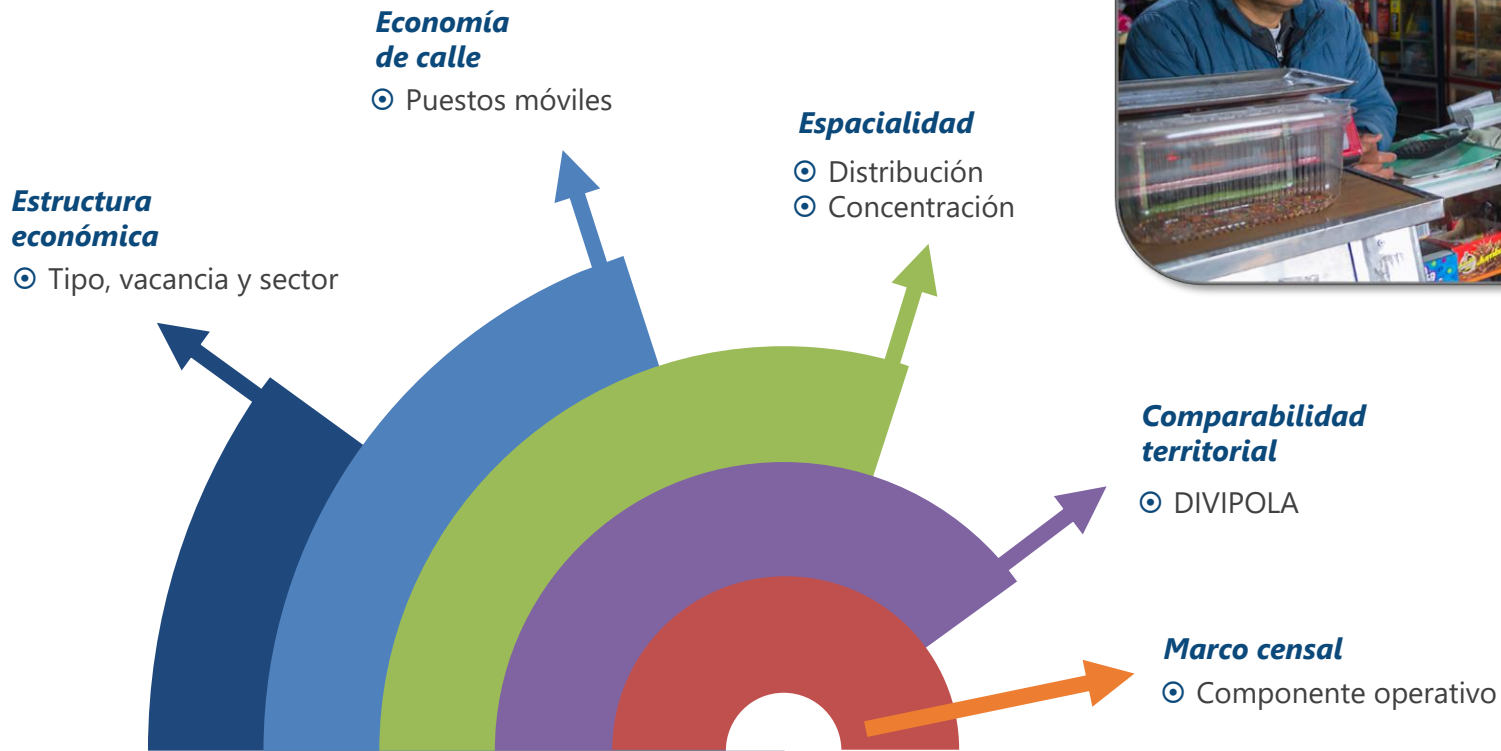 Economía
de calle
Puestos móviles
Espacialidad
Distribución
Concentración
Estructura
económica
Tipo, vacancia y sector
Comparabilidad
territorial
DIVIPOLA
Marco censal
Componente operativo